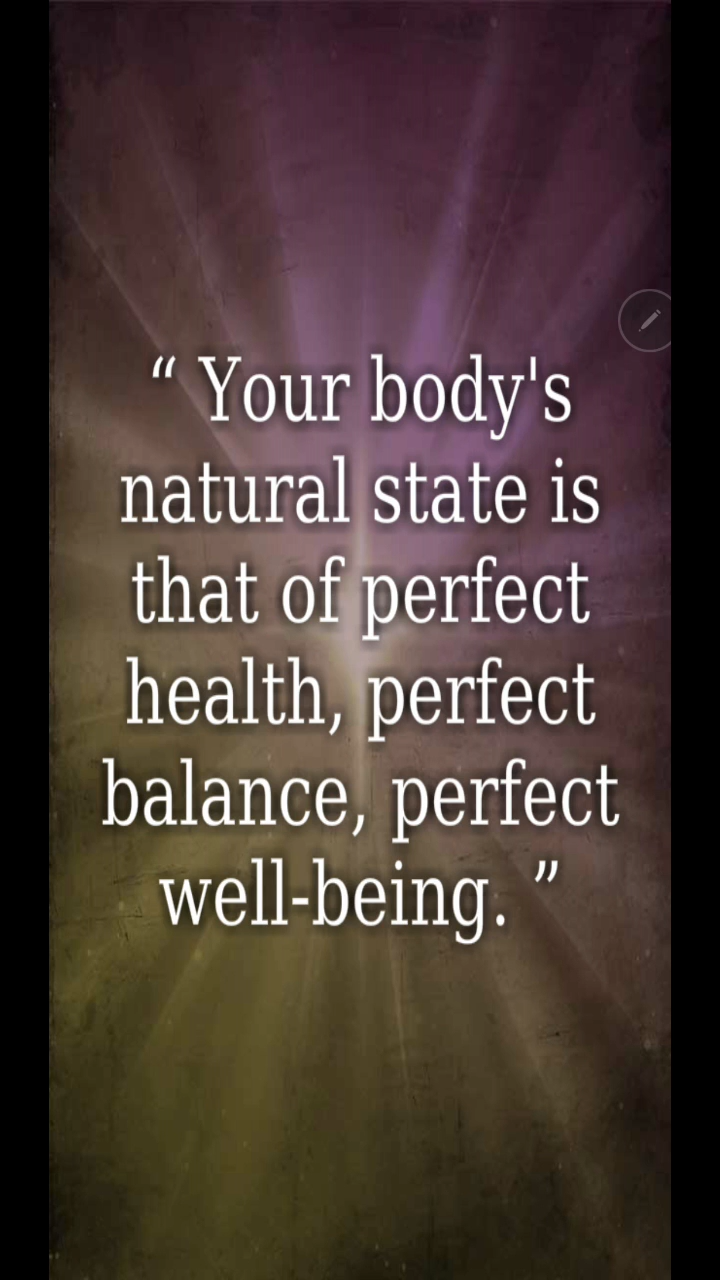 “ Your body's
natural state is
that of perfect
health, perfect
balance, perfect
well-being. ”